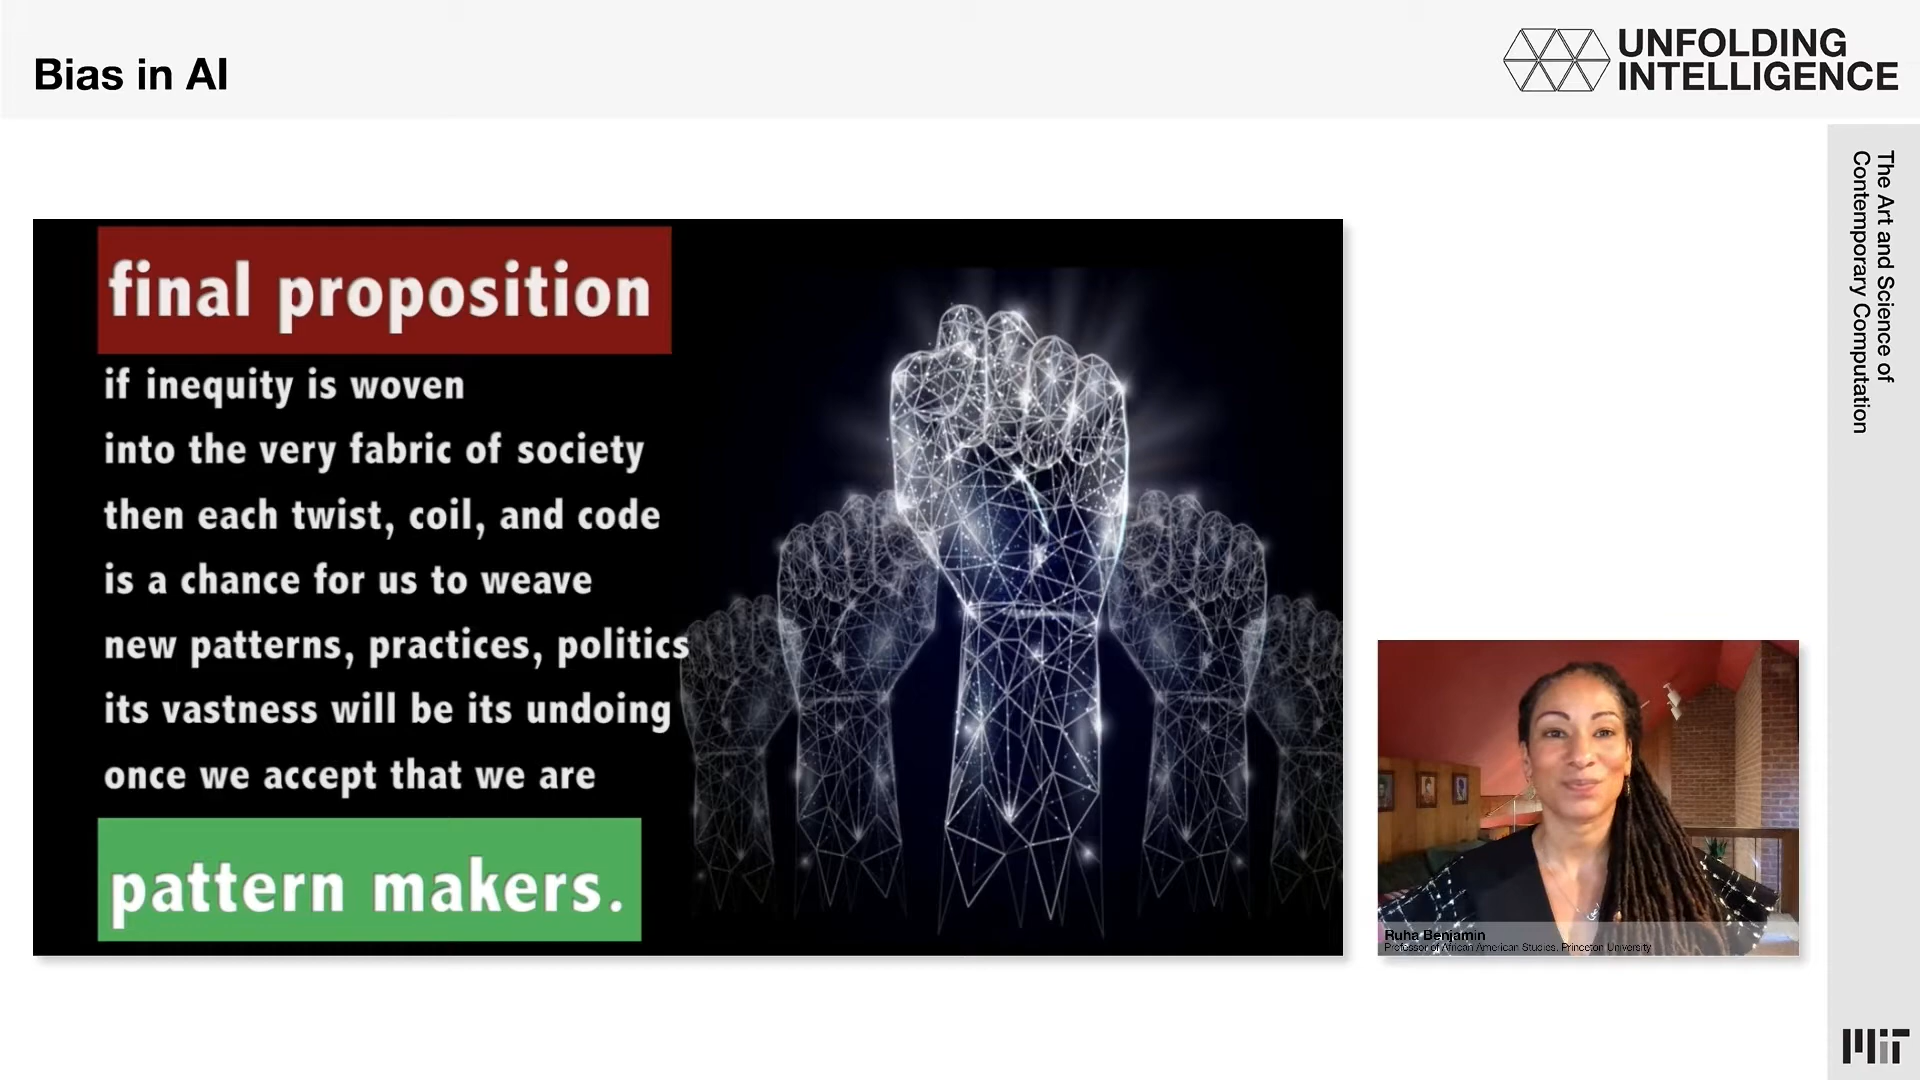 Bias in AI
UNFOLDING
INTELLIGENCE
The Art and Science of
Contemporary Computation
final proposition
if inequity is woven
into the very fabric of society
then each twist, coil, and code
is a chance for us to weave
new patterns, practices, politics
its vastness will be its undoing
once we accept that we are
pattern makers.
Ruha Benjamin
Professor of African American Studies, Princeton University
MiT